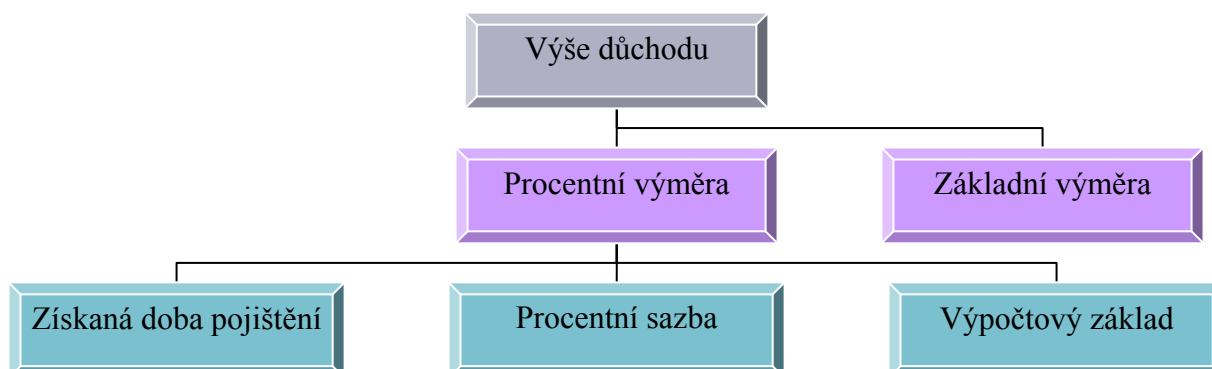 Výše důchodu
Procentní výměra
Základní výměra
Získaná doba pojištění
Procentní sazba
Výpočtový základ